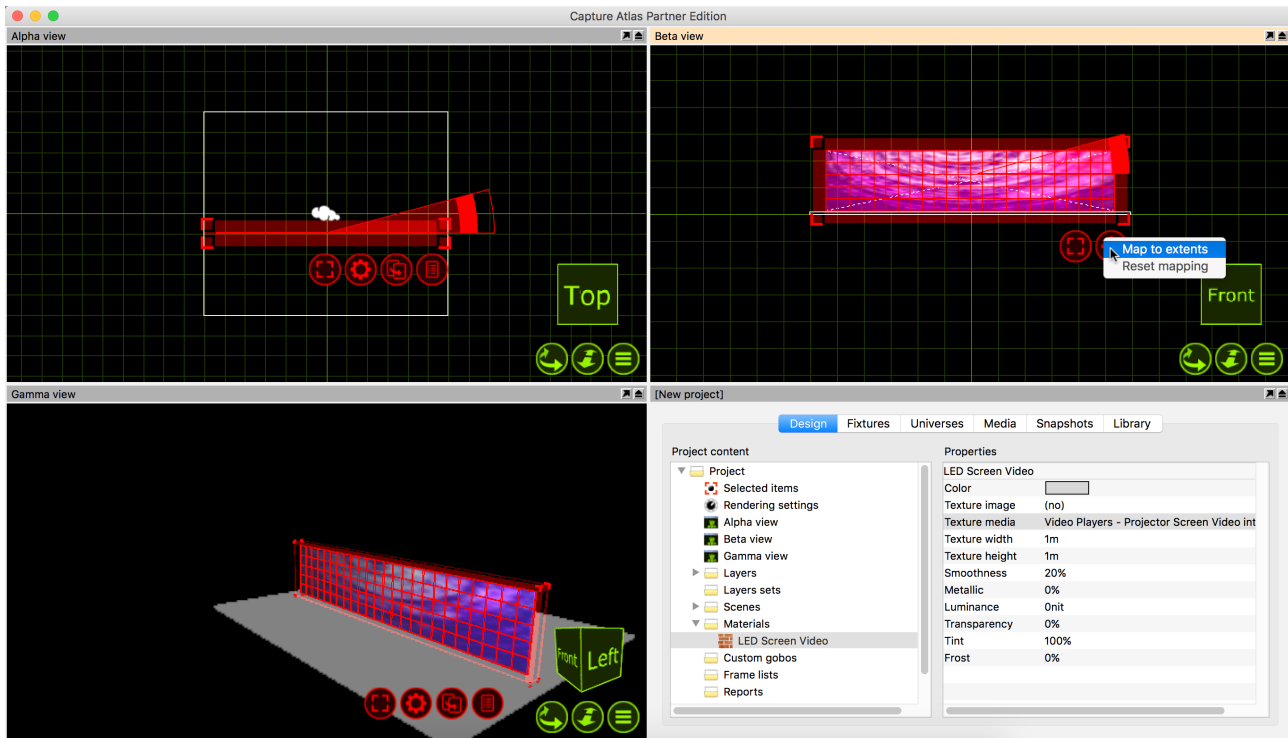 Capture Atlas Partner Edition
Alpha view
Beta view
Top
Map to extents
Reset mapping
Front
Gamma view
Front
Left
[New project]
Design Fixtures Universes Media Snapshots Library
Project content
Project
Selected items
Rendering settings
Alpha view
Beta view
Gamma view
Layers
Layers sets
Scenes
Materials
LED Screen Video
Custom gobos
Frame lists
Reports
Properties
LED Screen Video
Color
Texture image (no)
Texture media Video Players - Projector Screen Video int
Texture width 1m
Texture height 1m
Smoothness 20%
Metallic 0%
Luminance 0nit
Transparency 0%
Tint 100%
Frost 0%